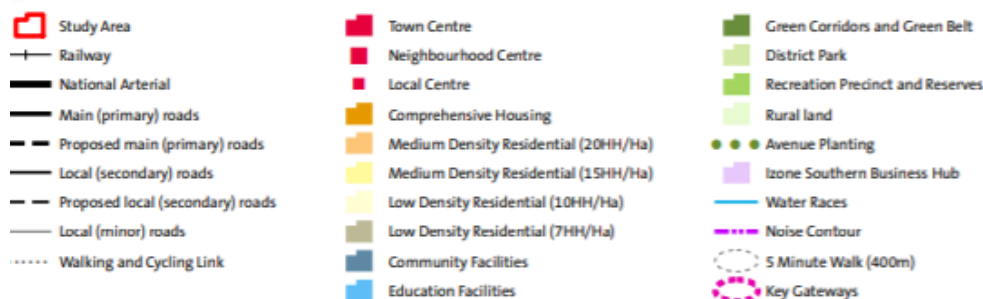 Study Area
Railway
National Arterial
Main (primary) roads
Proposed main (primary) roads
Local (secondary) roads
Proposed local (secondary) roads
Local (minor) roads
Walking and Cycling Link
Town Centre
Neighbourhood Centre
Local Centre
Comprehensive Housing
Medium Density Residential (20HH/Ha)
Medium Density Residential (15HH/Ha)
Low Density Residential (10HH/Ha)
Low Density Residential (7HH/Ha)
Community Facilities
Education Facilities
Green Corridors and Green Belt
District Park
Recreation Precinct and Reserves
Rural land
Avenue Planting
Izone Southern Business Hub
Water Races
Noise Contour
5 Minute Walk (400m)
Key Gateways